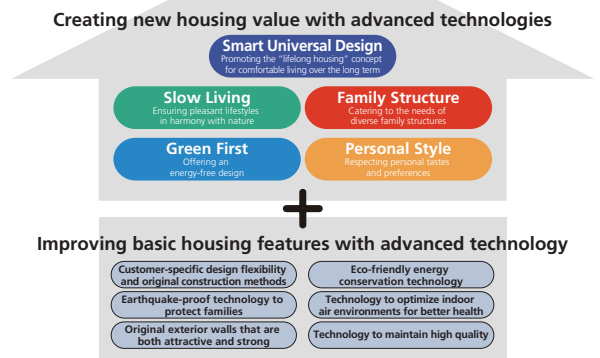 Creating new housing value with advanced technologies
Smart Universal Design
Promoting the "lifelong housing" concept
for comfortable living over the long term
Slow Living
Ensuring pleasant lifestyles
in harmony with nature
Family Structure
Catering to the needs of
diverse family structures
Green First
Offering an
energy-free design
Personal Style
Respecting personal tastes
and preferences
+
Improving basic housing features with advanced technology
Customer-specific design flexibility
and original construction methods
Eco-friendly energy
conservation technology
Earthquake-proof technology to
protect families
Technology to optimize indoor
air environments for better health
Original exterior walls that are
both attractive and strong
Technology to maintain high quality